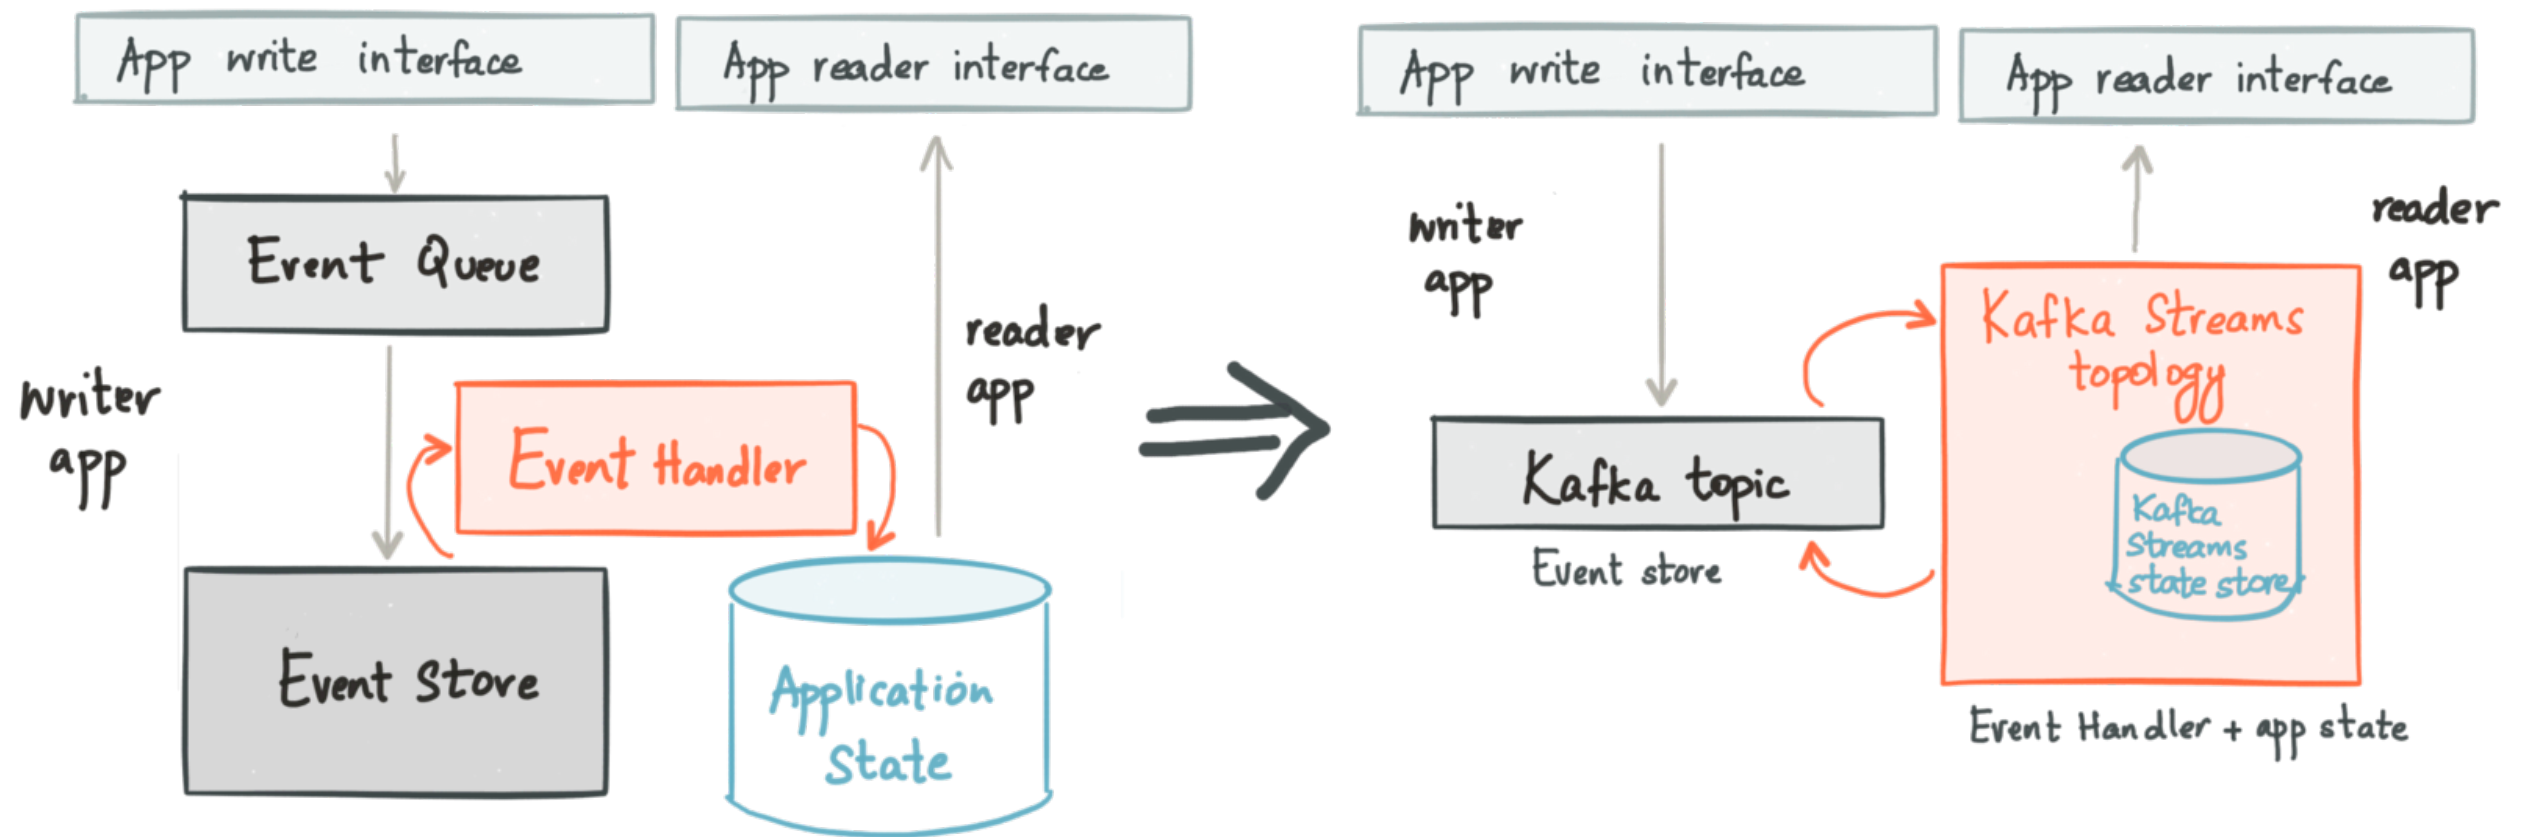 App write interface
App reader interface
Event Queue
writer
app
Event Handler
reader
app
Event Store
Application
State
App write interface
App reader interface
writer
app
reader
app
Kafka topic
Event store
Kafka Streams
topology
Kafka
Streams
state store
Event Handler + app state